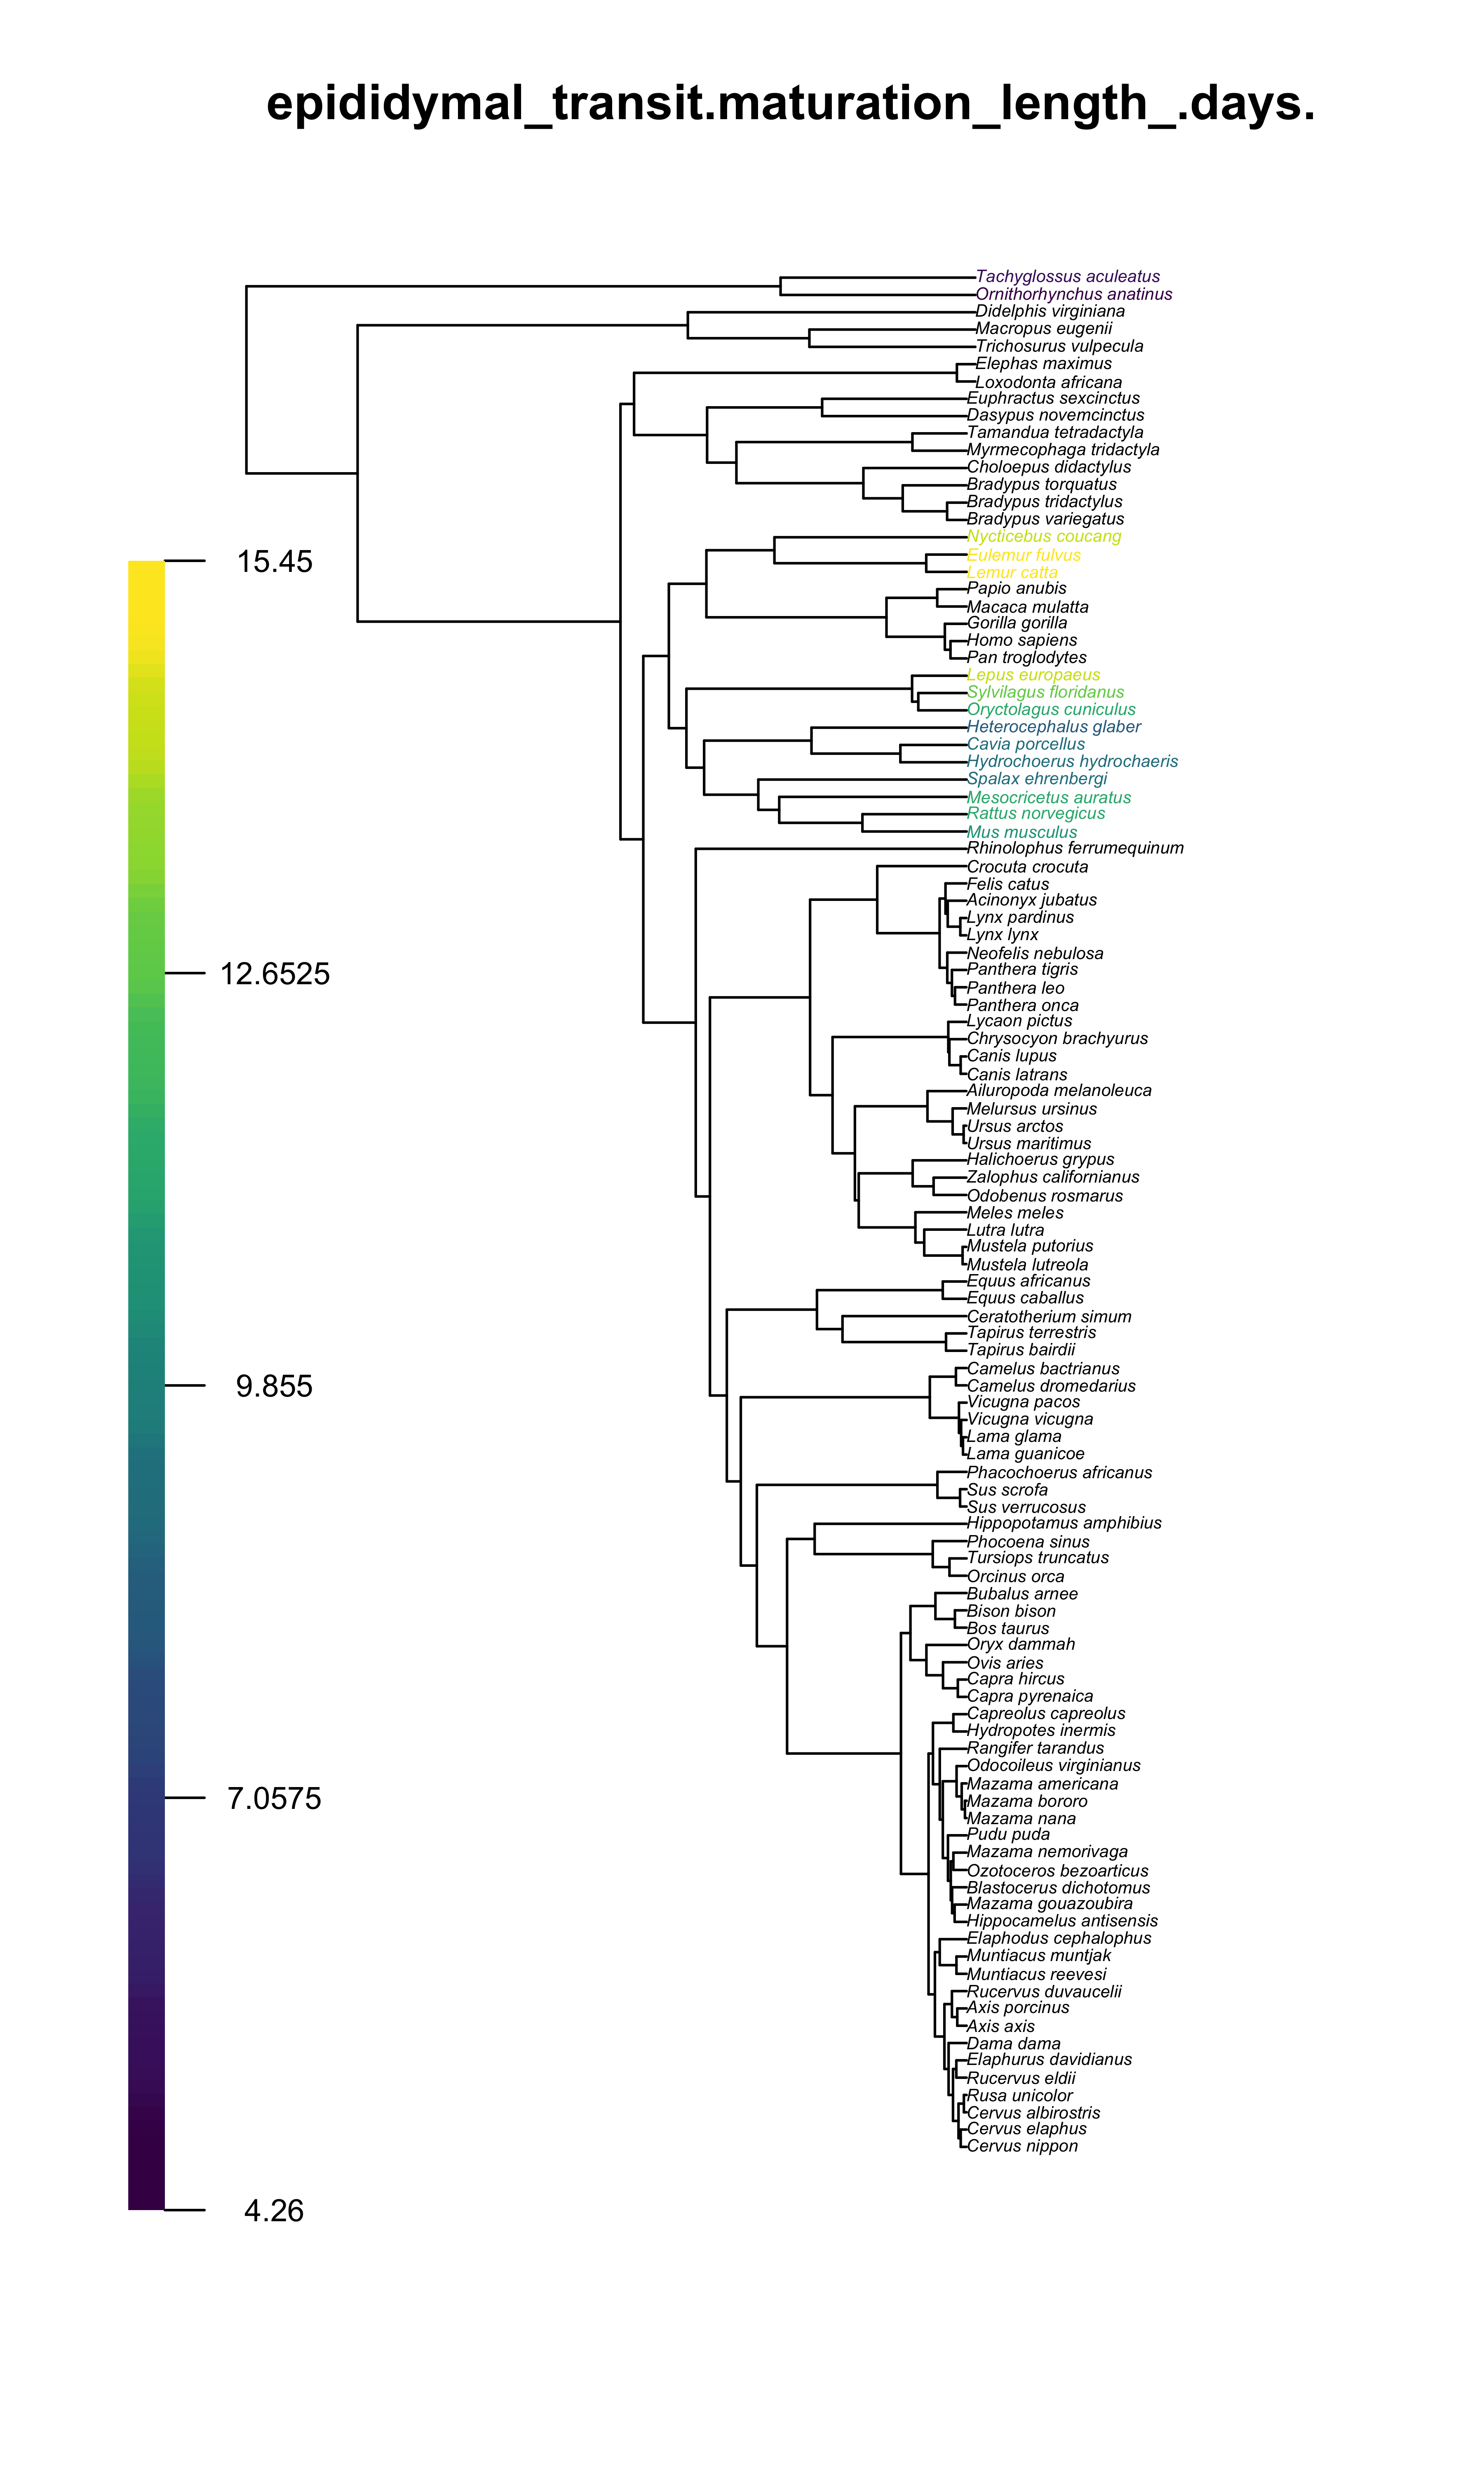 epididymal_transit.maturation_length_.days.
Tachyglossus aculeatus
Ornithorhynchus anatinus
Didelphis virginiana
Macropus eugenii
Trichosurus vulpecula
Elephas maximus
Loxodonta africana
Euphractus sexcinctus
Dasypus novemcinctus
Tamandua tetradactyla
Myrmecophaga tridactyla
Choloepus didactylus
Bradypus torquatus
Bradypus tridactylus
Bradypus variegatus
Nycticebus coucang
Eulemur fulvus
Lemur catta
Papio anubis
Macaca mulatta
Gorilla gorilla
Homo sapiens
Pan troglodytes
Lepus europaeus
Sylvilagus floridanus
Oryctolagus cuniculus
Heterocephalus glaber
Cavia porcellus
Hydrochoerus hydrochaeris
Spalax ehrenbergi
Mesocricetus auratus
Rattus norvegicus
Mus musculus
Rhinolophus ferrumequinum
Crocuta crocuta
Felis catus
Acinonyx jubatus
Lynx pardinus
Lynx lynx
Neofelis nebulosa
Panthera tigris
Panthera leo
Panthera onca
Lycaon pictus
Chrysocyon brachyurus
Canis lupus
Canis latrans
Ailuropoda melanoleuca
Melursus ursinus
Ursus arctos
Ursus maritimus
Halichoerus grypus
Zalophus californianus
Odobenus rosmarus
Meles meles
Lutra lutra
Mustela putorius
Mustela lutreola
Equus africanus
Equus caballus
Ceratotherium simum
Tapirus terrestris
Tapirus bairdii
Camelus bactrianus
Camelus dromedarius
Vicugna pacos
Vicugna vicugna
Lama glama
Lama guanicoe
Phacochoerus africanus
Sus scrofa
Sus verrucosus
Hippopotamus amphibius
Phocoena sinus
Tursiops truncatus
Orcinus orca
Bubalus arnee
Bison bison
Bos taurus
Oryx dammah
Ovis aries
Capra hircus
Capra pyrenaica
Capreolus capreolus
Hydropotes inermis
Rangifer tarandus
Odocoileus virginianus
Mazama americana
Mazama bororo
Mazama nana
Pudu puda
Mazama nemorivaga
Ozotoceros bezoarticus
Blastocerus dichotomus
Mazama gouazoubira
Hippocamelus antisensis
Elaphodus cephalophus
Muntiacus muntjak
Muntiacus reevesi
Rucervus duvaucelii
Axis porcinus
Axis axis
Dama dama
Elaphurus davidianus
Rucervus eldii
Rusa unicolor
Cervus albirostris
Cervus elaphus
Cervus nippon
15.45
12.6525
9.855
7.0575
4.26